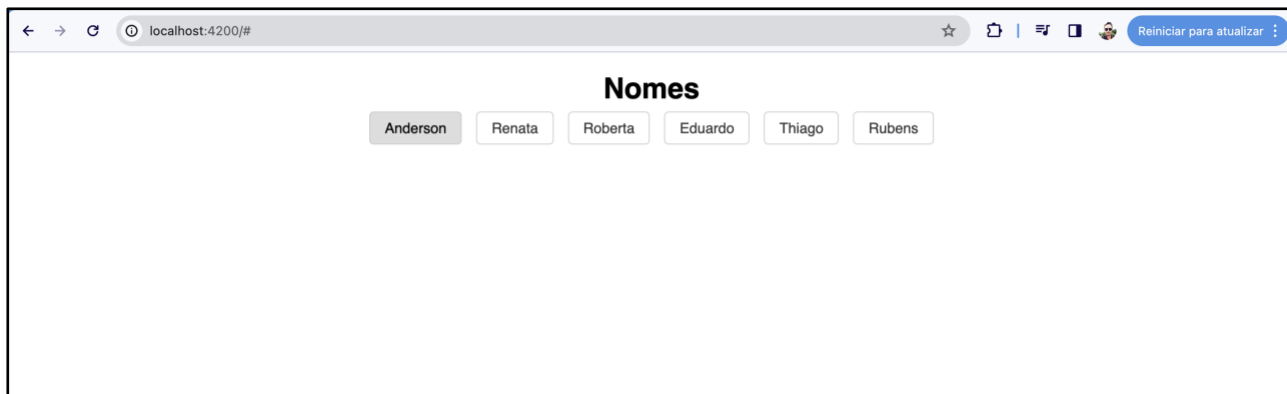 localhost:4200/#
Reiniciar para atualizar
Nomes
Anderson Renata Roberta Eduardo Thiago Rubens